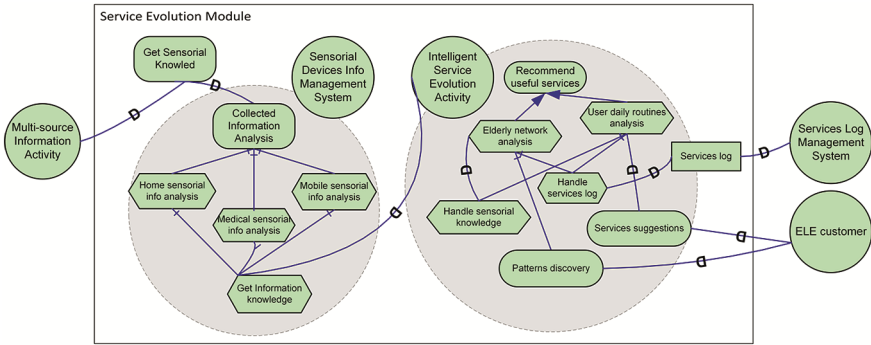 Service Evolution Module
Get Sensorial
Knowled
Sensorial
Devices Info
Management
System
Intelligent
Service
Evolution
Activity
Recommend
useful services
Multi-source
Information
Activity
Collected
Information
Analysis
Elderly network
analysis
User daily routines
analysis
Services log
Services Log
Management
System
Home sensorial
info analysis
Mobile sensorial
info analysis
Medical sensorial
info analysis
Handle
services log
Handle sensorial
knowledge
Services suggestions
ELE customer
Patterns discovery
Get Information
knowledge
D
D
D
D
D
D
D
D